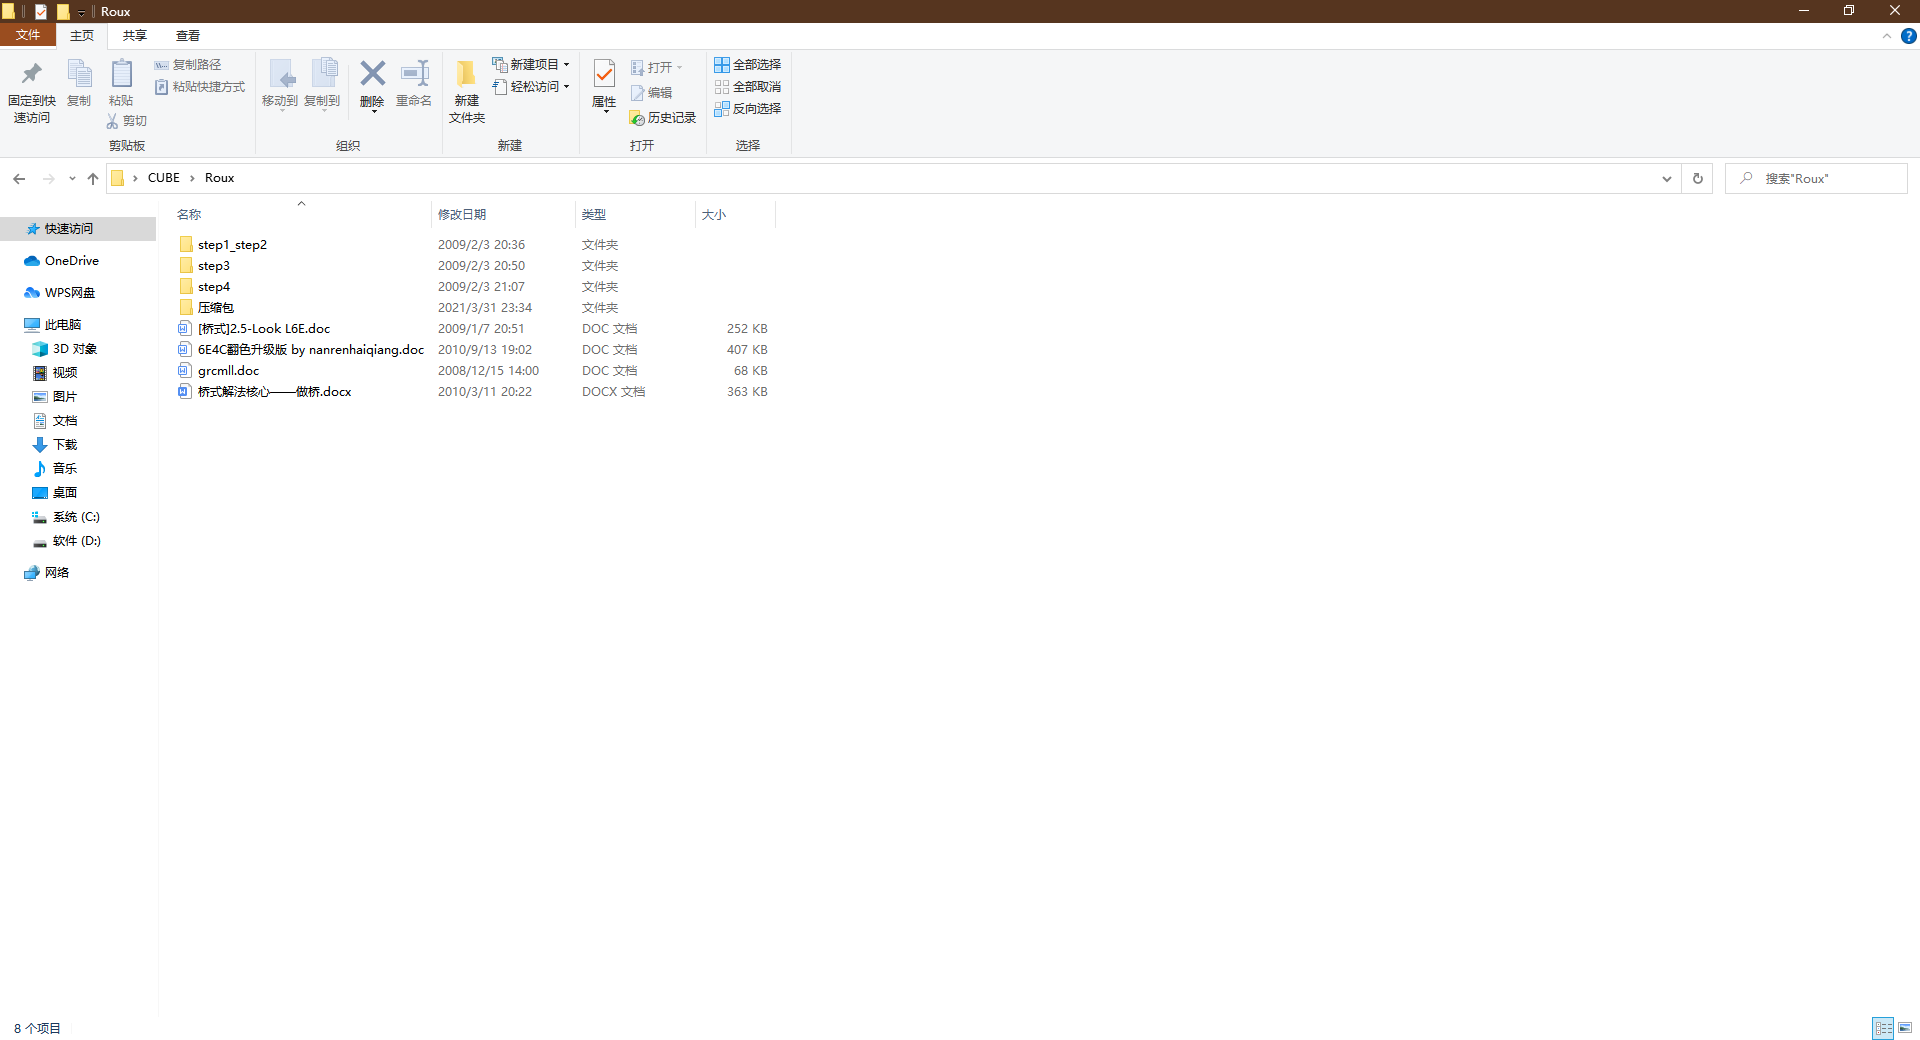 Roux
文件 主页 共享 查看
固定到快速访问
复制
粘贴
复制路径
粘贴快捷方式
剪切
剪贴板
移动到
复制到
删除
重命名
组织
新建文件夹
新建项目
轻松访问
新建
属性
打开
编辑
历史记录
打开
全部选择
全部取消
反向选择
选择
CUBE › Roux
搜索"Roux"
快速访问
OneDrive
WPS网盘
此电脑
3D 对象
视频
图片
文档
下载
音乐
桌面
系统 (C:)
软件 (D:)
网络
名称 修改日期 类型 大小
step1_step2 2009/2/3 20:36 文件夹
step3 2009/2/3 20:50 文件夹
step4 2009/2/3 21:07 文件夹
压缩包 2021/3/31 23:34 文件夹
[桥式]2.5-Look L6E.doc 2009/1/7 20:51 DOC 文档 252 KB
6E4C翻色升级版 by nanrenhaiqiang.doc 2010/9/13 19:02 DOC 文档 407 KB
grcmll.doc 2008/12/15 14:00 DOC 文档 68 KB
桥式解法核心——做桥.docx 2010/3/11 20:22 DOCX 文档 363 KB
8 个项目